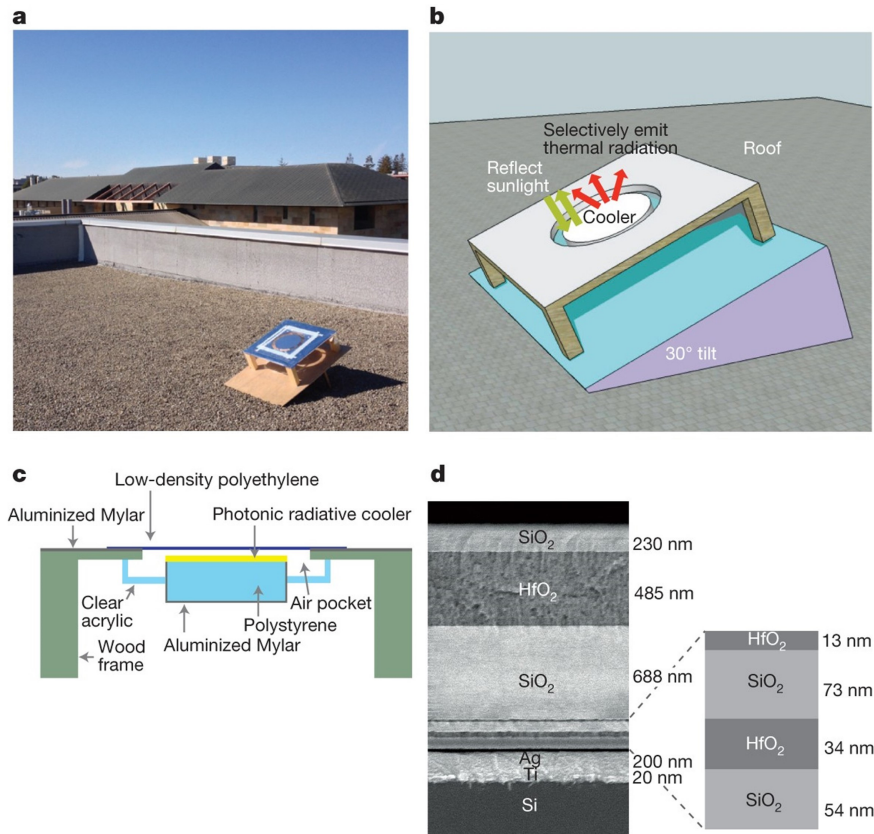 a
b
Selectively emit
thermal radiation
Reflect
sunlight
Roof
Cooler
30° tilt
c
Low-density polyethylene
Aluminized Mylar
Photonic radiative cooler
Clear
acrylic
Air pocket
Polystyrene
Aluminized Mylar
Wood
frame
d
SiO₂
230 nm
HfO₂
485 nm
SiO₂
688 nm
Ag
200 nm
Ti
20 nm
Si
HfO₂
13 nm
SiO₂
73 nm
HfO₂
34 nm
SiO₂
54 nm